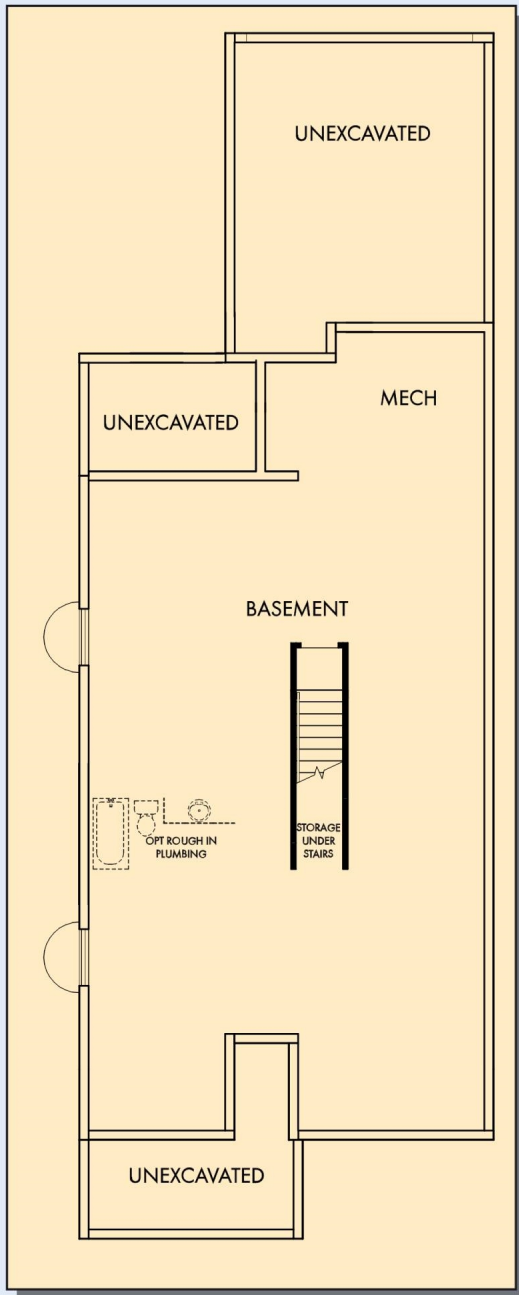 UNEXCAVATED
MECH
UNEXCAVATED
BASEMENT
OPT ROUGH IN
PLUMBING
STORAGE
UNDER
STAIRS
UNEXCAVATED